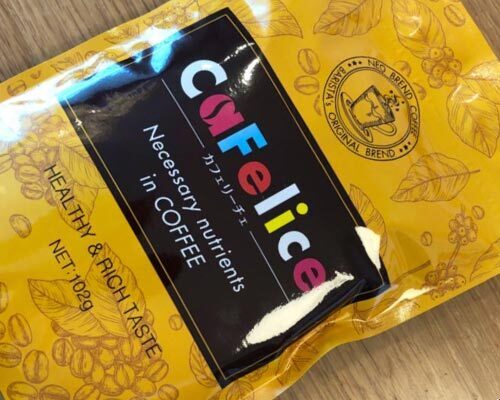 CaFelice
カフェリーチェ
Necessary nutrients
in COFFEE
HEALTHY & RICH TASTE
NET:102g
NEO BREND COFFEE
BARISTA's ORIGINAL BREND